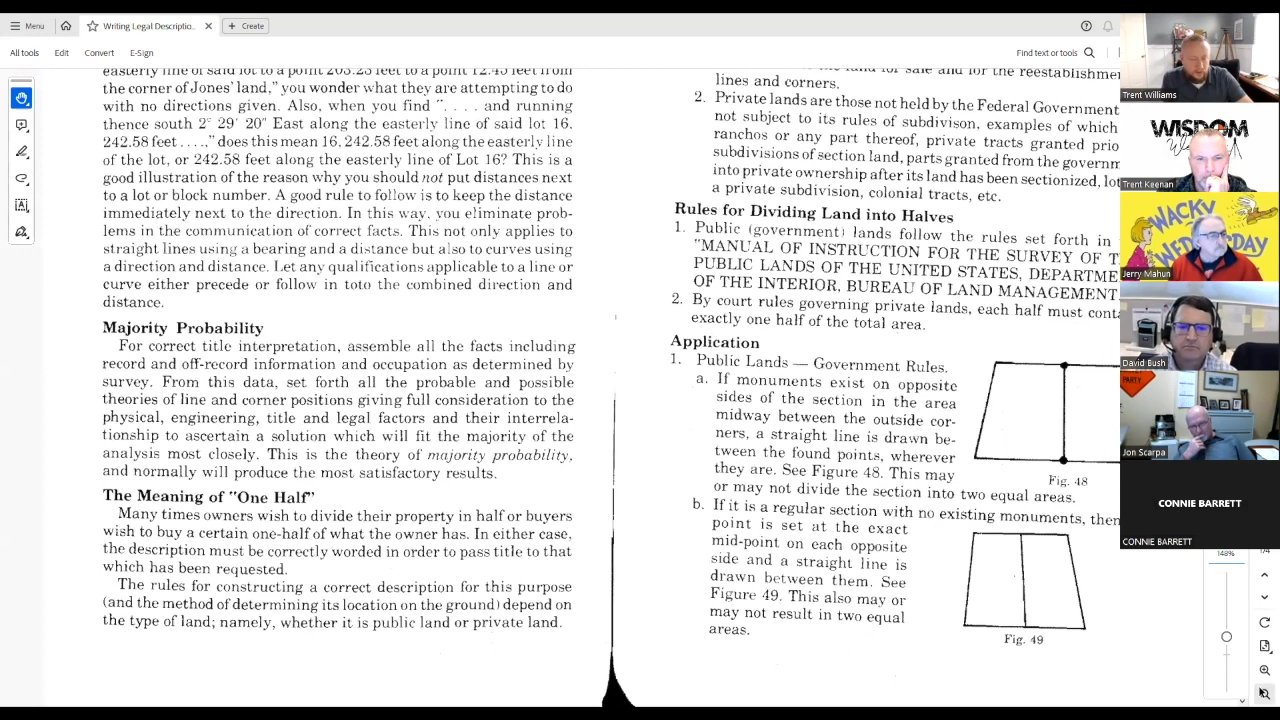 Menu
Writing Legal Descriptio...
Create
All tools
Edit
Convert
E-Sign
Find text or tools
easterly line of said lot to a point 203.23 feet to a point 12.45 feet from
the corner of Jones' land," you wonder what they are attempting to do
with no directions given. Also, when you find ". . . . and running
thence south 2° 29' 20" East along the easterly line of said lot 16,
242.58 feet . . . .," does this mean 16, 242.58 feet along the easterly line
of the lot, or 242.58 feet along the easterly line of Lot 16? This is a
good illustration of the reason why you should not put distances next
to a lot or block number. A good rule to follow is to keep the distance
immediately next to the direction. In this way, you eliminate prob-
lems in the communication of correct facts. This not only applies to
straight lines using a bearing and a distance but also to curves using
a direction and distance. Let any qualifications applicable to a line or
curve either precede or follow in toto the combined direction and
distance.
Majority Probability
For correct title interpretation, assemble all the facts including
record and off-record information and occupation as determined by
survey. From this data, set forth all the probable and possible
theories of line and corner positions giving full consideration to the
physical, engineering, title and legal factors and their interrela-
tionship to ascertain a solution which will fit the majority of the
analysis most closely. This is the theory of majority probability,
and normally will produce the most satisfactory results.
The Meaning of "One Half"
Many times owners wish to divide their property in half or buyers
wish to buy a certain one-half of what the owner has. In either case,
the description must be correctly worded in order to pass title to that
which has been requested.
The rules for constructing a correct description for this purpose
(and the method of determining its location on the ground) depend on
the type of land; namely, whether it is public land or private land.
land for sale and for the reestablishme
lines and corners.
2. Private lands are those not held by the Federal Government
not subject to its rules of subdivison, examples of which
ranchos or any part thereof, private tracts granted prio
subdivisions of section land, parts granted from the governm
into private ownership after its land has been sectionized, lot
a private subdivision, colonial tracts, etc.
Rules for Dividing Land into Halves
1. Public (government) lands follow the rules set forth in
"MANUAL OF INSTRUCTION FOR THE SURVEY OF T
PUBLIC LANDS OF THE UNITED STATES, DEPARTME
OF THE INTERIOR, BUREAU OF LAND MANAGEMENT
2. By court rules governing private lands, each half must conta
exactly one half of the total area.
Application
1. Public Lands — Government Rules.
a. If monuments exist on opposite
sides of the section in the area
midway between the outside cor-
ners, a straight line is drawn be-
tween the found points, wherever
they are. See Figure 48. This may
or may not divide the section into two equal areas.
Fig. 48
b. If it is a regular section with no existing monuments, then
point is set at the exact
mid-point on each opposite
side and a straight line is
drawn between them. See
Figure 49. This also may or
may not result in two equal
areas.
Fig. 49
Trent Williams
WISDOM
Trent Keenan
WACKY
WEDNESDAY
Jerry Mahun
David Bush
PARTY
Jon Scarpa
CONNIE BARRETT
CONNIE BARRETT
148%